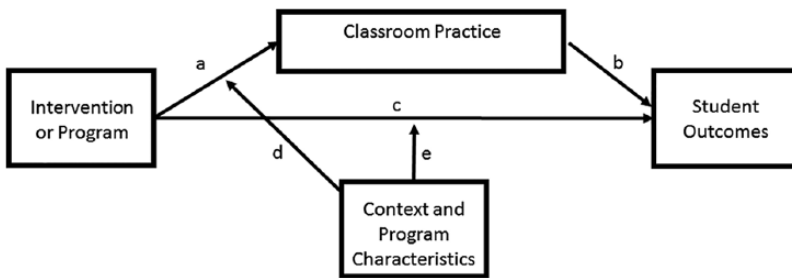 Classroom Practice
a
b
Intervention
or Program
c
Student
Outcomes
d
e
Context and
Program
Characteristics